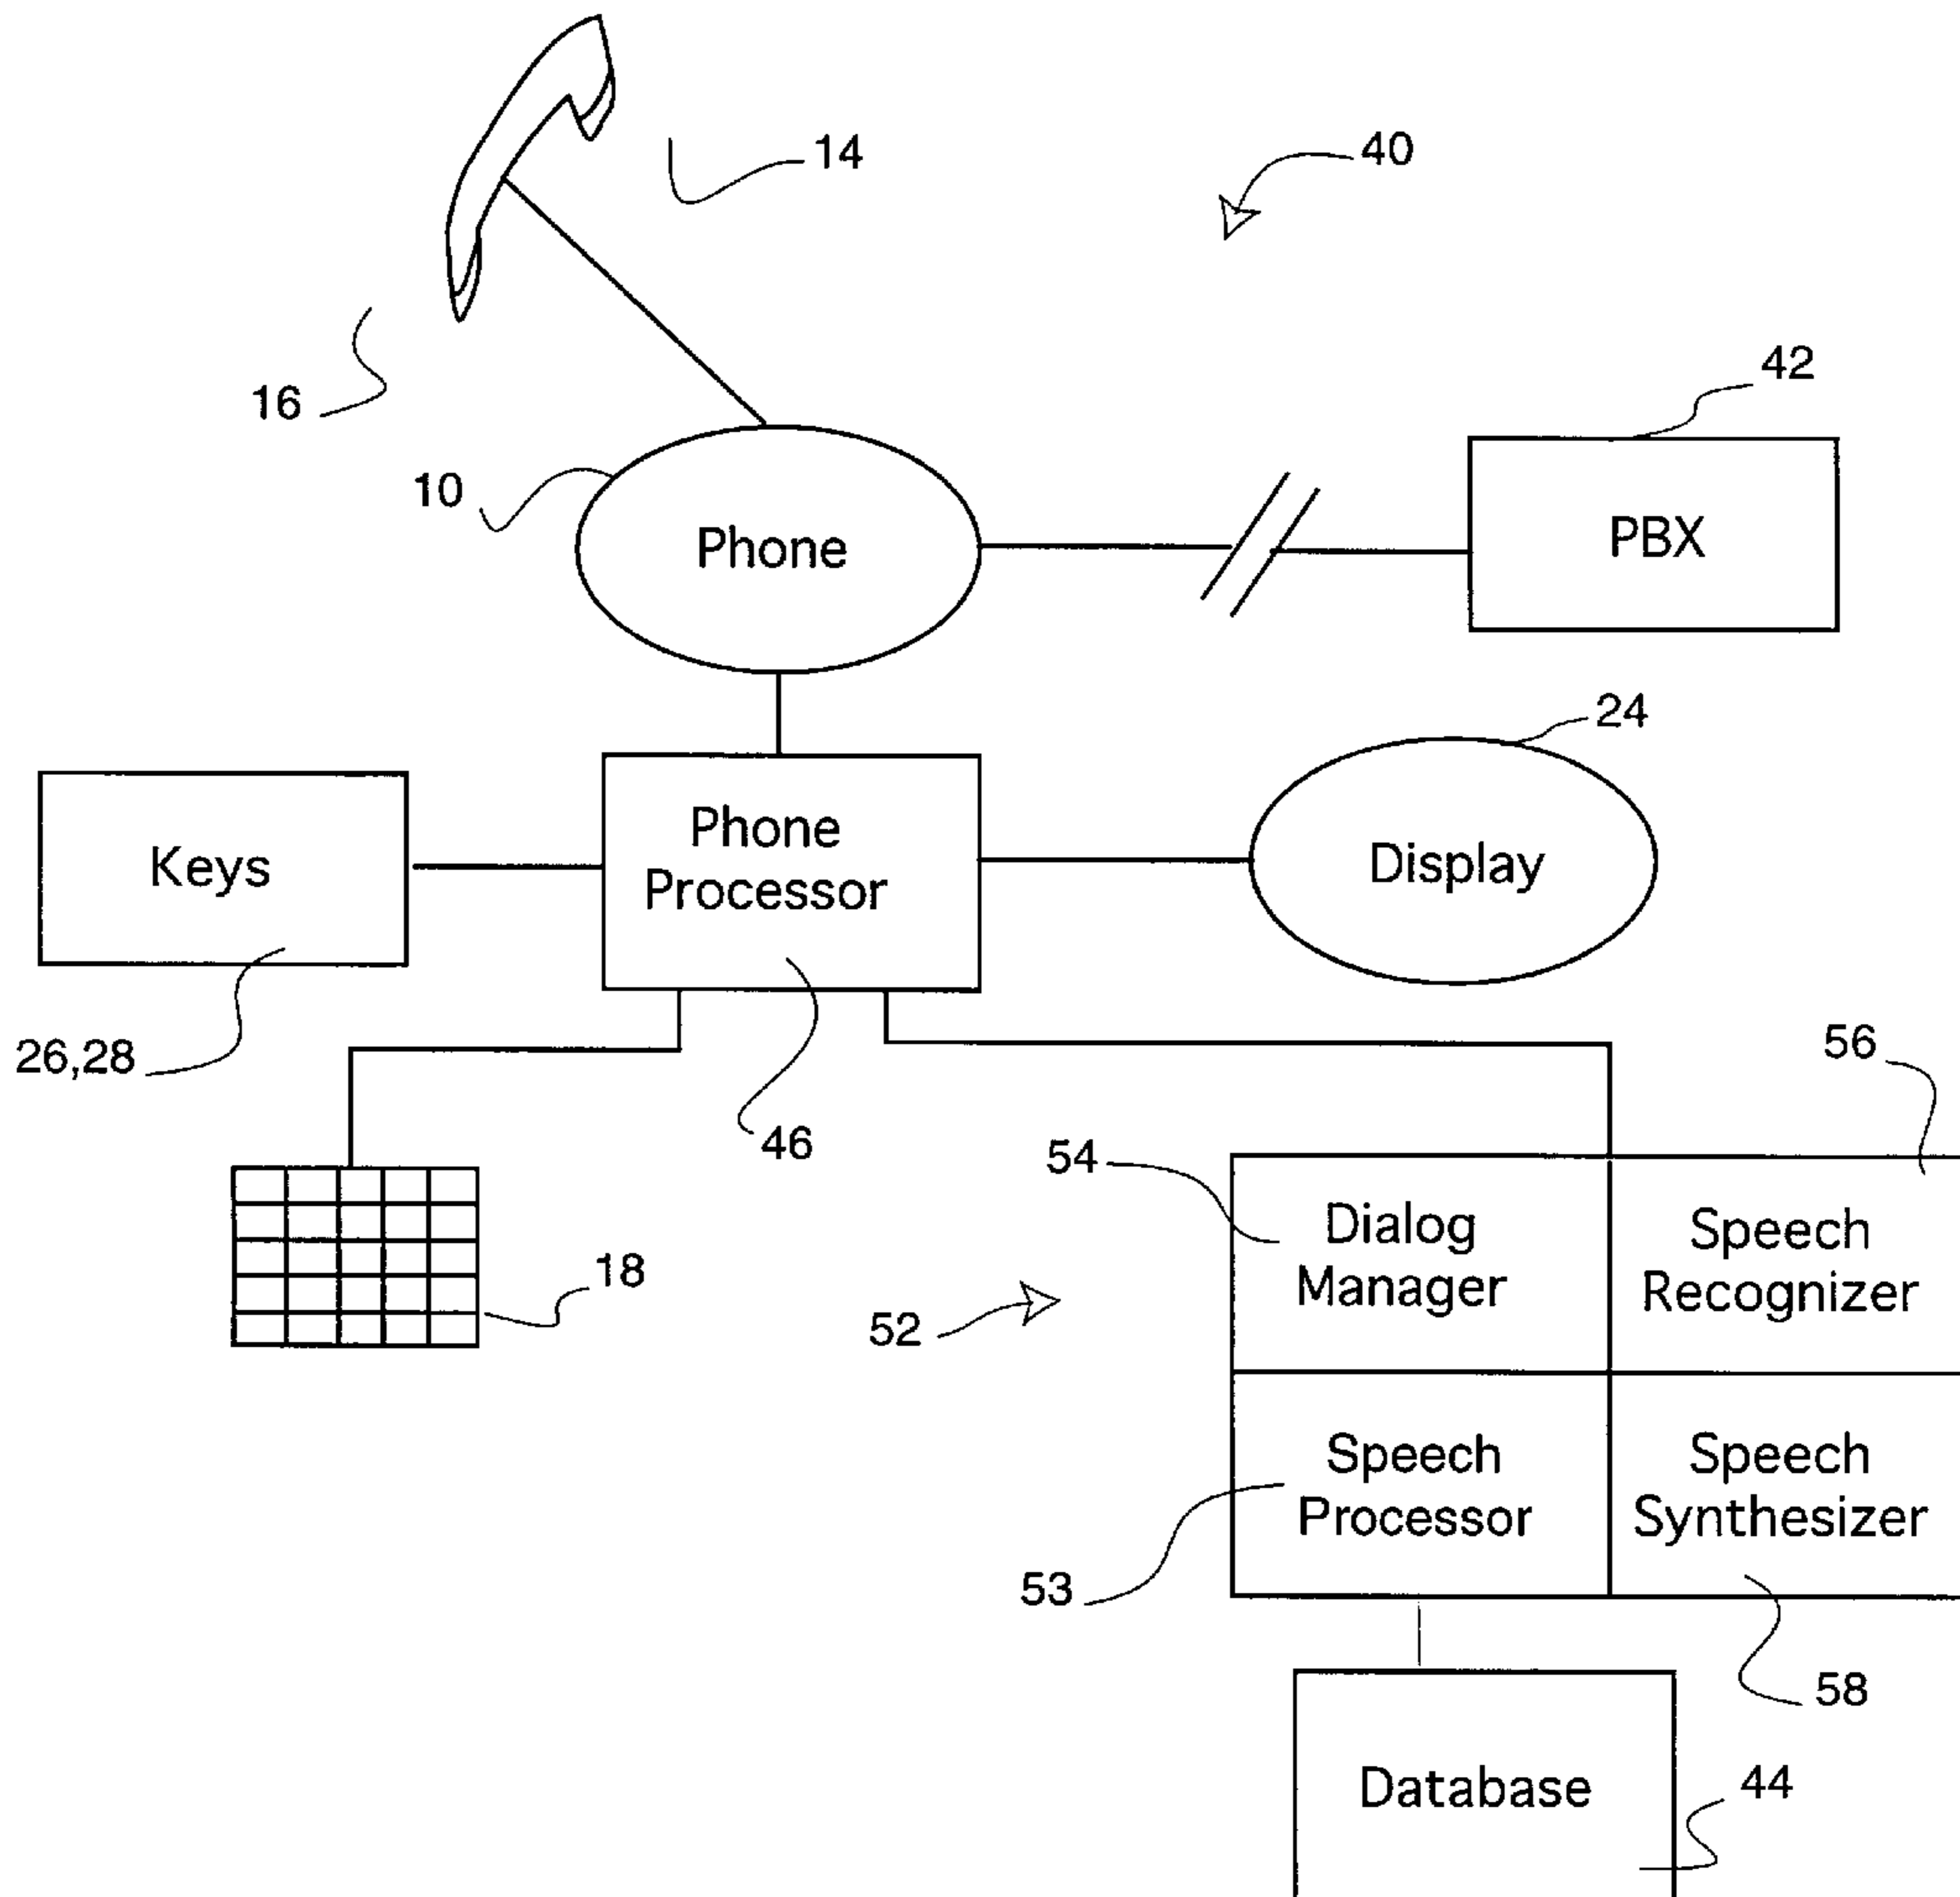 14
40
16
42
10
Phone
PBX
24
Keys
Phone
Processor
Display
26,28
46
56
54
Dialog
Manager
Speech
Recognizer
18
52
Speech
Processor
Speech
Synthesizer
53
58
Database
44